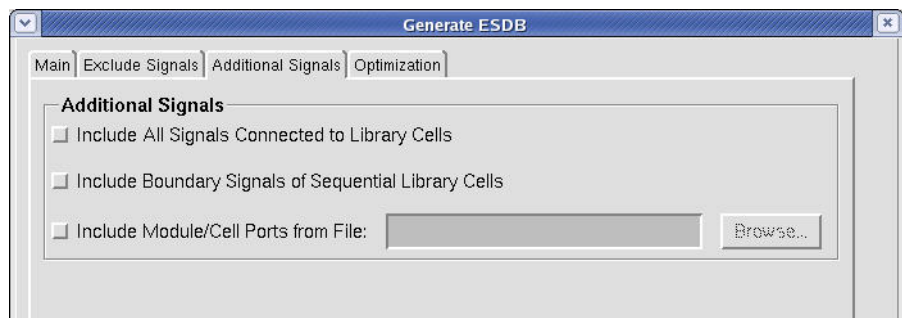 Generate ESDB
Main Exclude Signals Additional Signals Optimization
Additional Signals
Include All Signals Connected to Library Cells
Include Boundary Signals of Sequential Library Cells
Include Module/Cell Ports from File: Browse...